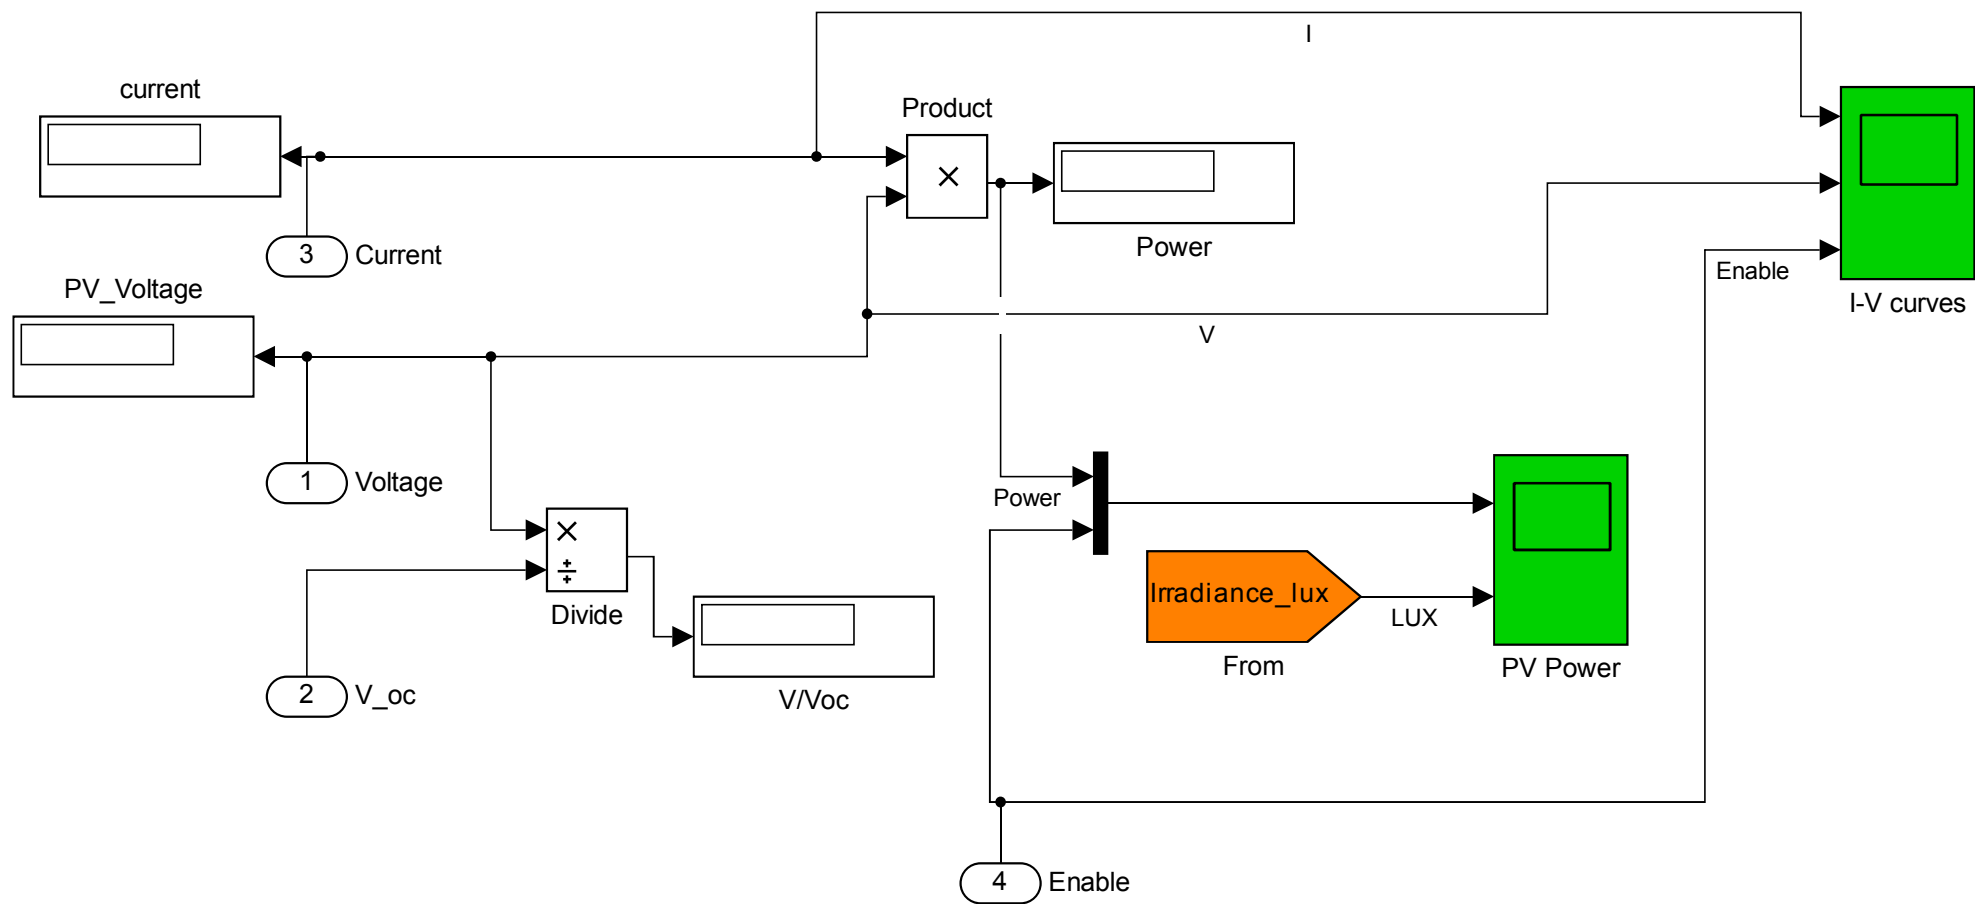 I
current
Product
×
Power
3
Current
Enable
I-V curves
PV_Voltage
V
1
Voltage
Power
×
÷
Divide
Irradiance_lux
LUX
From
PV Power
2
V_oc
V/Voc
4
Enable